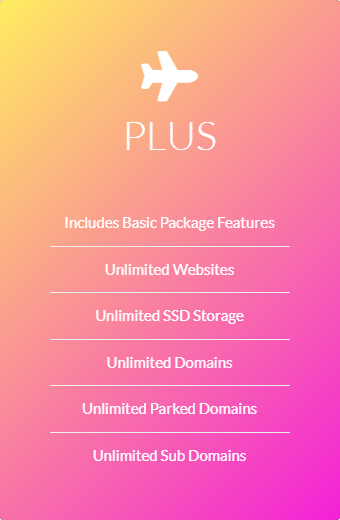 PLUS
Includes Basic Package Features
Unlimited Websites
Unlimited SSD Storage
Unlimited Domains
Unlimited Parked Domains
Unlimited Sub Domains